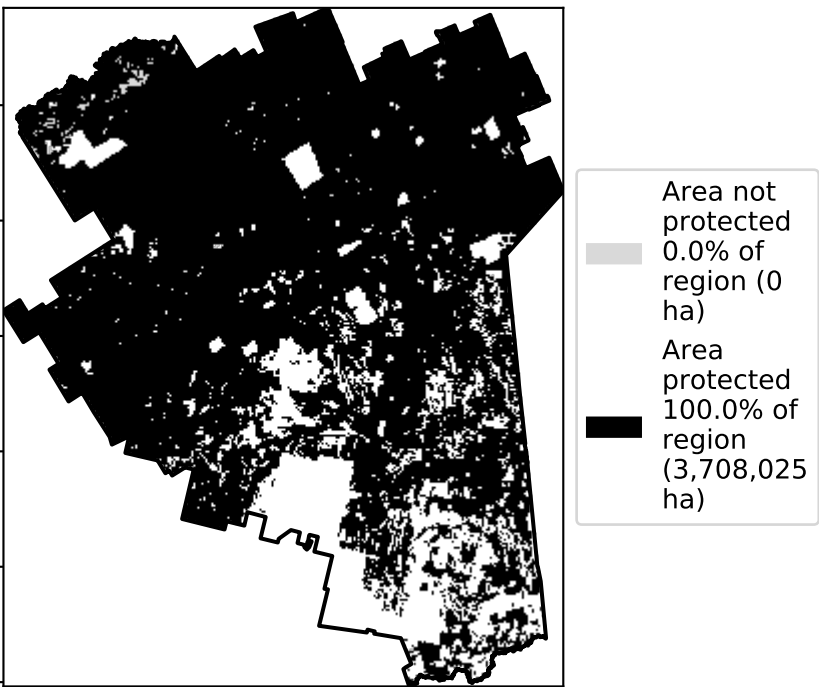 Area not
protected
0.0% of
region (0
ha)
Area
protected
100.0% of
region
(3,708,025
ha)